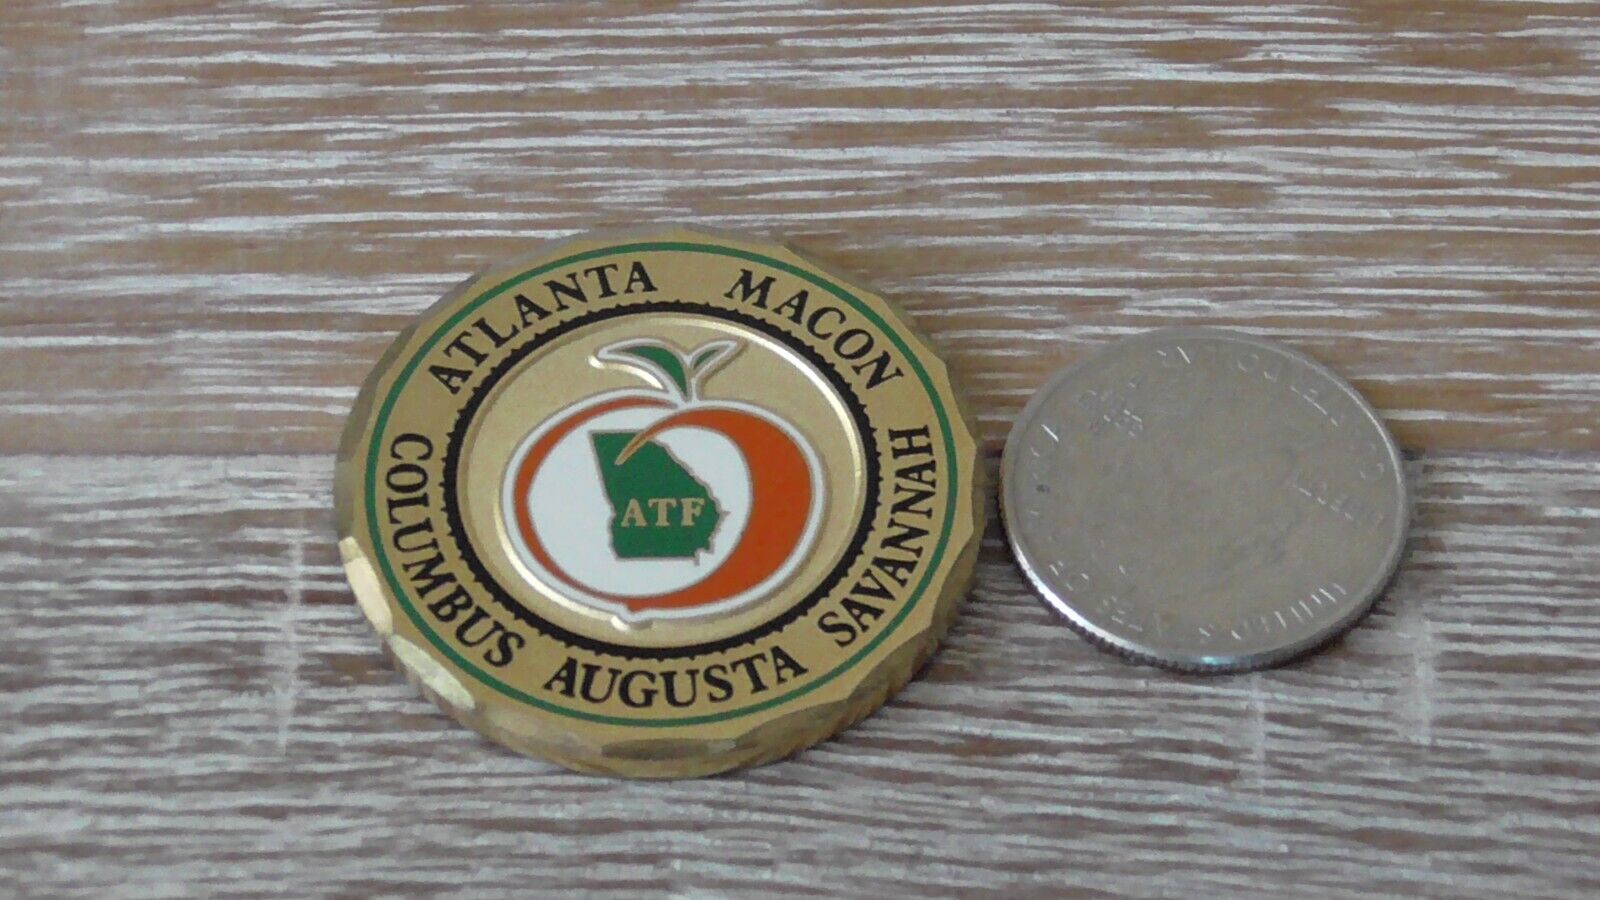 ATLANTA
MACON
SAVANNAH
AUGUSTA
COLUMBUS
ATF